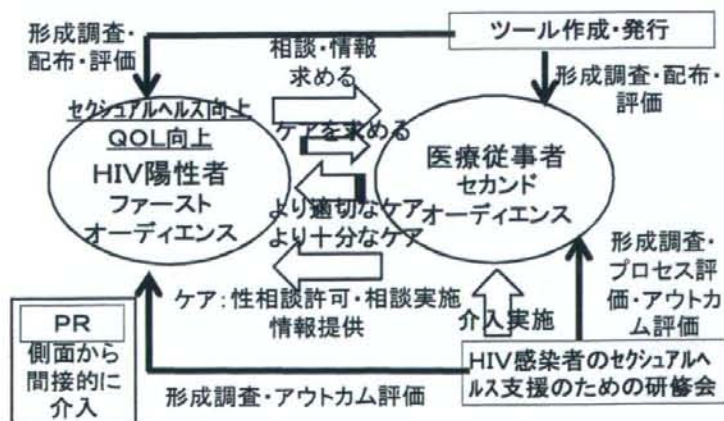 形成調査・
配布・評価
相談・情報
求める
ツール作成・発行
形成調査・配布・
評価
セクシュアルヘルス向上
QOL向上
HIV陽性者
ファースト
オーディエンス
ケアを求める
医療従事者
セカンド
オーディエンス
より適切なケア
より十分なケア
形成調査・
プロセス評
価・アウトカ
ム評価
ケア:性相談許可・相談実施
情報提供
介入実施
PR
側面から
間接的に
介入
形成調査・アウトカム評価
HIV感染者のセクシュアルヘ
ルス支援のための研修会